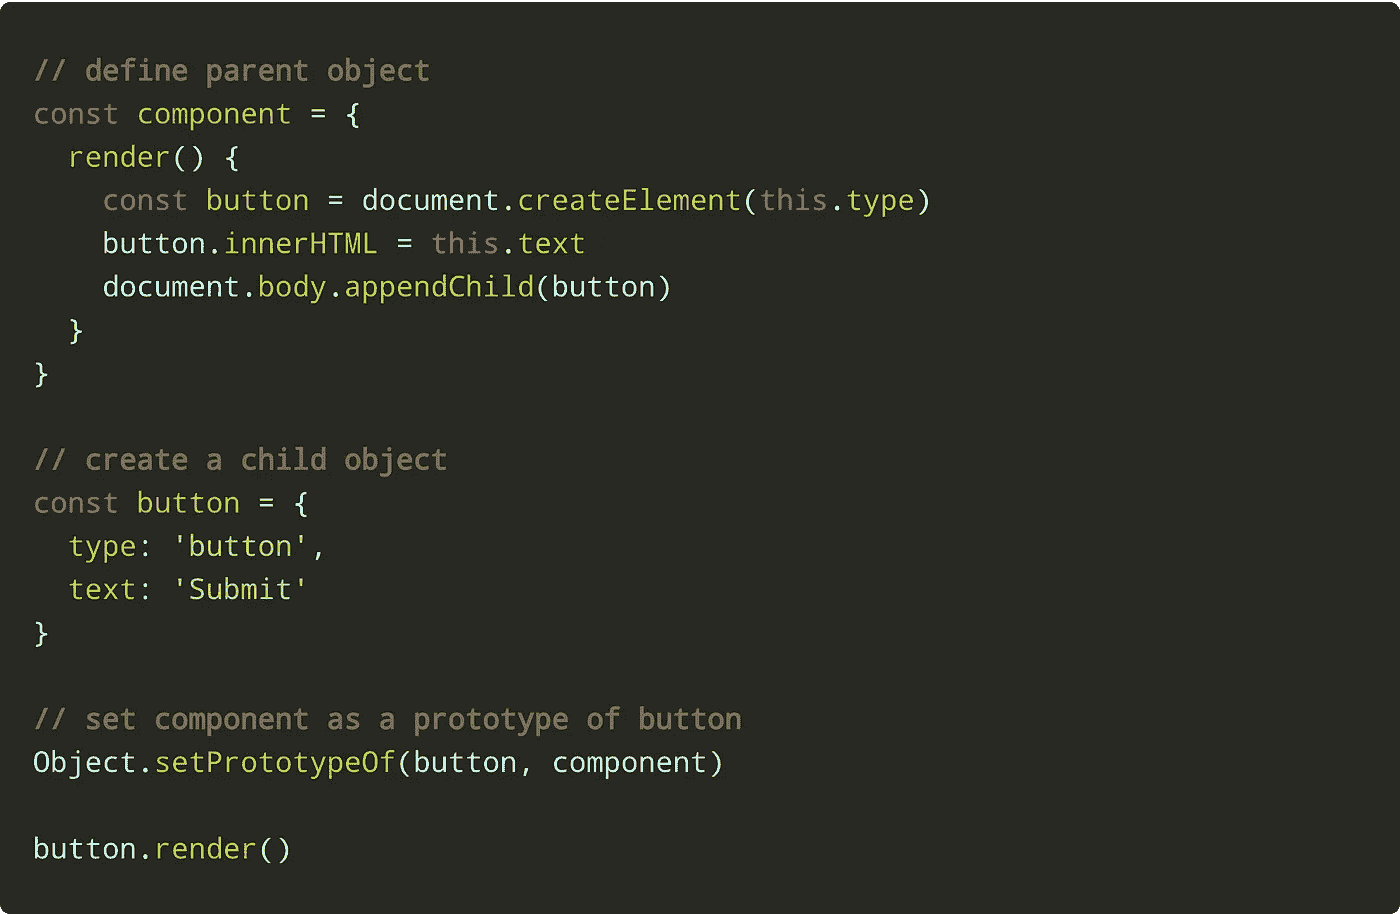 // define parent object
const component = {
  render() {
    const button = document.createElement(this.type)
    button.innerHTML = this.text
    document.body.appendChild(button)
  }
}

// create a child object
const button = {
  type: 'button',
  text: 'Submit'
}

// set component as a prototype of button
Object.setPrototypeOf(button, component)

button.render()